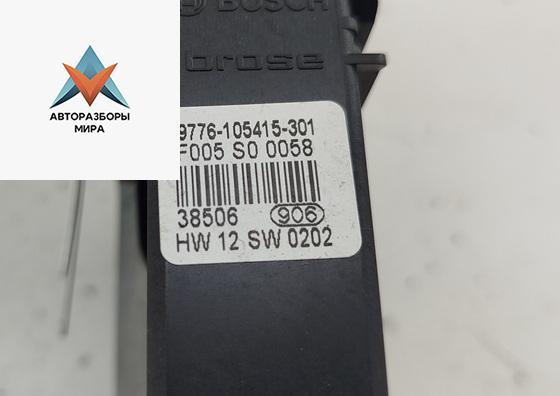 BOSCH
brose
АВТОРАЗБОРЫ
МИРА
9776-105415-301
F005 S0 0058
38506 906
HW 12 SW 0202